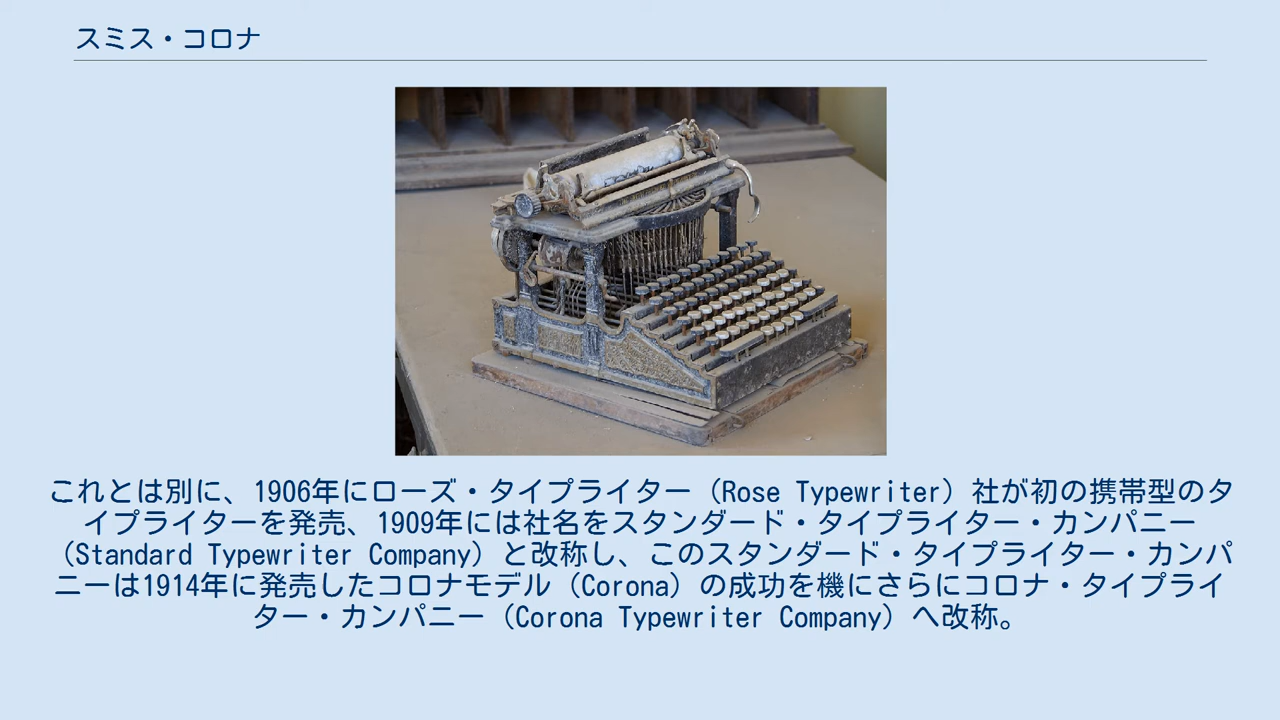 スミス・コロナ
これとは別に、1906年にローズ・タイプライター（Rose Typewriter）社が初の携帯型のタ
イプライターを発売、1909年には社名をスタンダード・タイプライター・カンパニー
（Standard Typewriter Company）と改称し、このスタンダード・タイプライター・カンパ
ニーは1914年に発売したコロナモデル（Corona）の成功を機にさらにコロナ・タイプライ
ター・カンパニー（Corona Typewriter Company）へ改称。